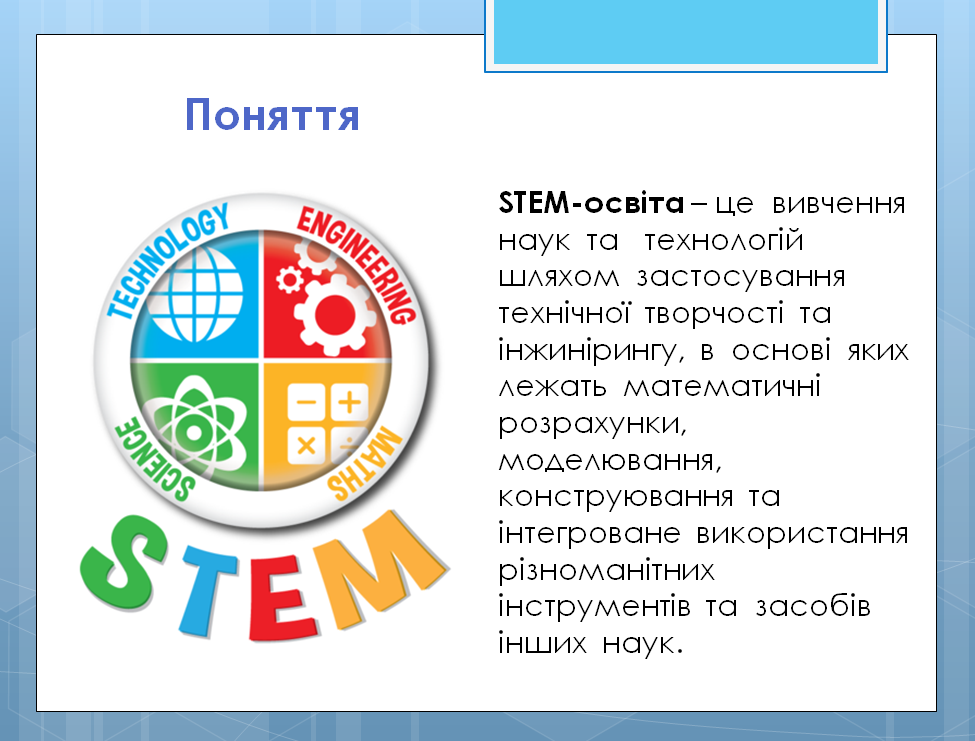 Поняття
TECHNOLOGY
ENGINEERING
SCIENCE
MATHS
STEM
STEM-освіта – це вивчення
наук та технологій
шляхом застосування
технічної творчості та
інжинірингу, в основі яких
лежать математичні
розрахунки,
моделювання,
конструювання та
інтегроване використання
різноманітних
інструментів та засобів
інших наук.